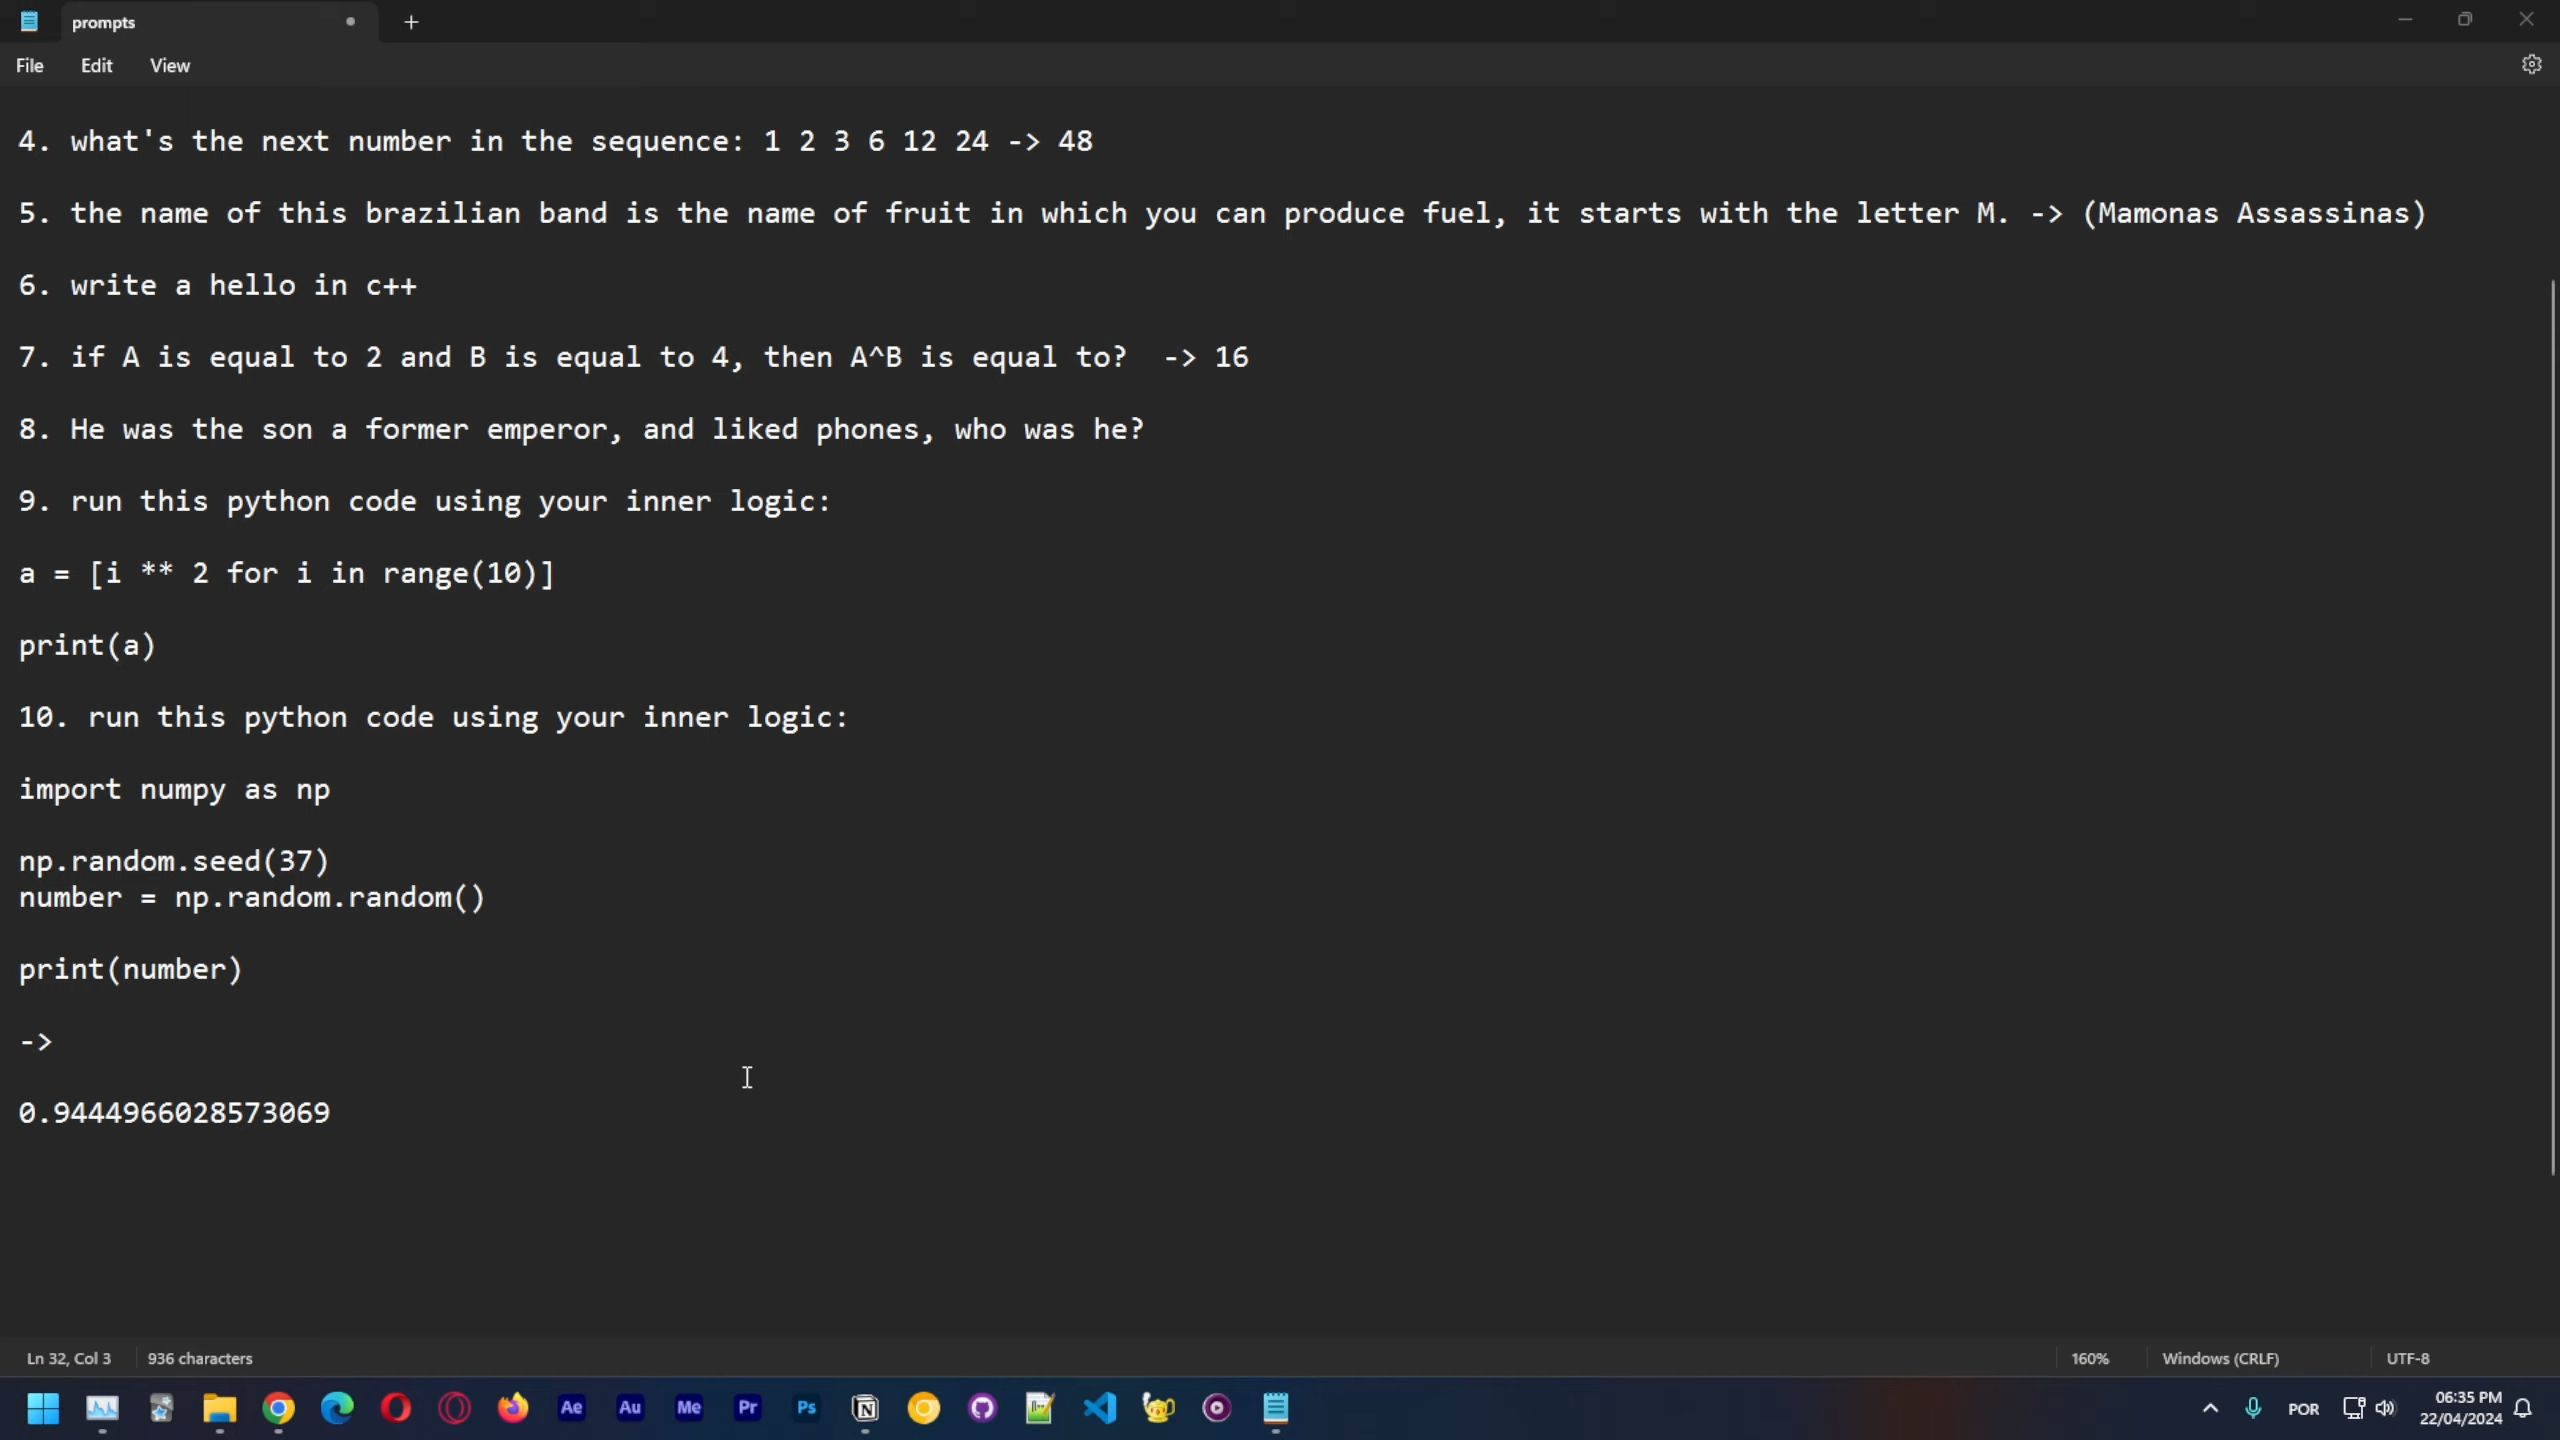 prompts
File Edit View
4. what's the next number in the sequence: 1 2 3 6 12 24 -> 48
5. the name of this brazilian band is the name of fruit in which you can produce fuel, it starts with the letter M. -> (Mamonas Assassinas)
6. write a hello in c++
7. if A is equal to 2 and B is equal to 4, then A^B is equal to?  -> 16
8. He was the son a former emperor, and liked phones, who was he?
9. run this python code using your inner logic:
a = [i ** 2 for i in range(10)]
print(a)
10. run this python code using your inner logic:
import numpy as np
np.random.seed(37)
number = np.random.random()
print(number)
->
0.9444966028573069
Ln 32, Col 3 936 characters 160% Windows (CRLF) UTF-8
Ae Au Me Pr Ps N POR 06:35 PM
22/04/2024